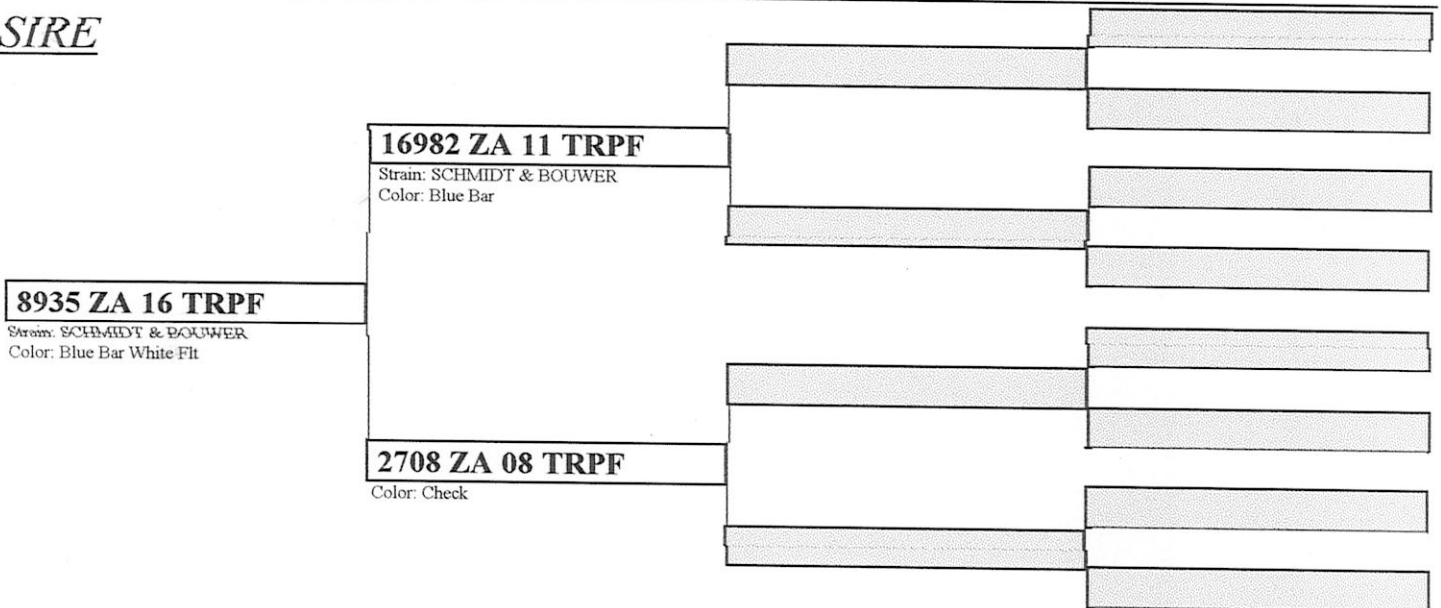 SIRE
16982 ZA 11 TRPF
Strain: SCHMIDT & BOUWER
Color: Blue Bar
8935 ZA 16 TRPF
Strain: SCHMIDT & BOUWER
Color: Blue Bar White Flt
2708 ZA 08 TRPF
Color: Check